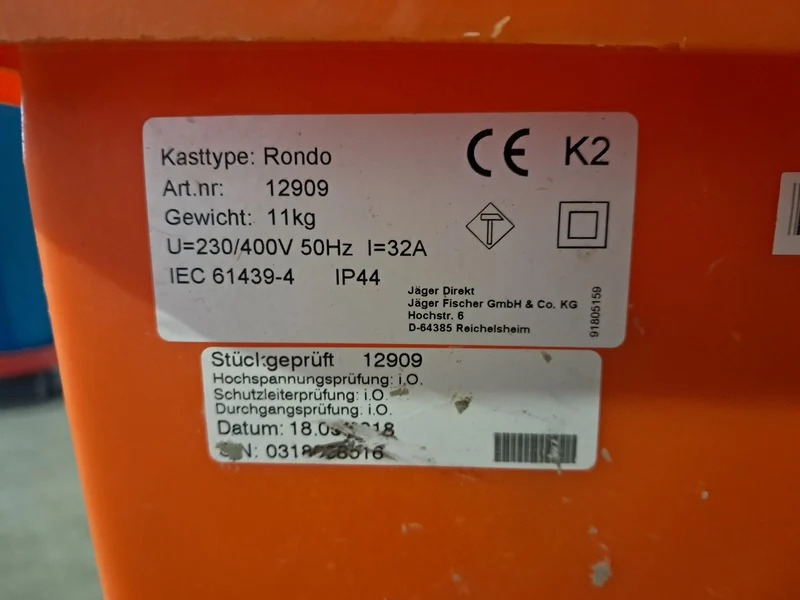 Kasttype: Rondo
CE K2
Art.nr: 12909
Gewicht: 11kg
U=230/400V 50Hz I=32A
IEC 61439-4 IP44
Jäger Direkt
Jäger Fischer GmbH & Co. KG
Hochstr. 6
D-64385 Reichelsheim
91805159
Stückgeprüft 12909
Hochspannungsprüfung: i.O.
Schutzleiterprüfung: i.O.
Durchgangsprüfung: i.O.
Datum: